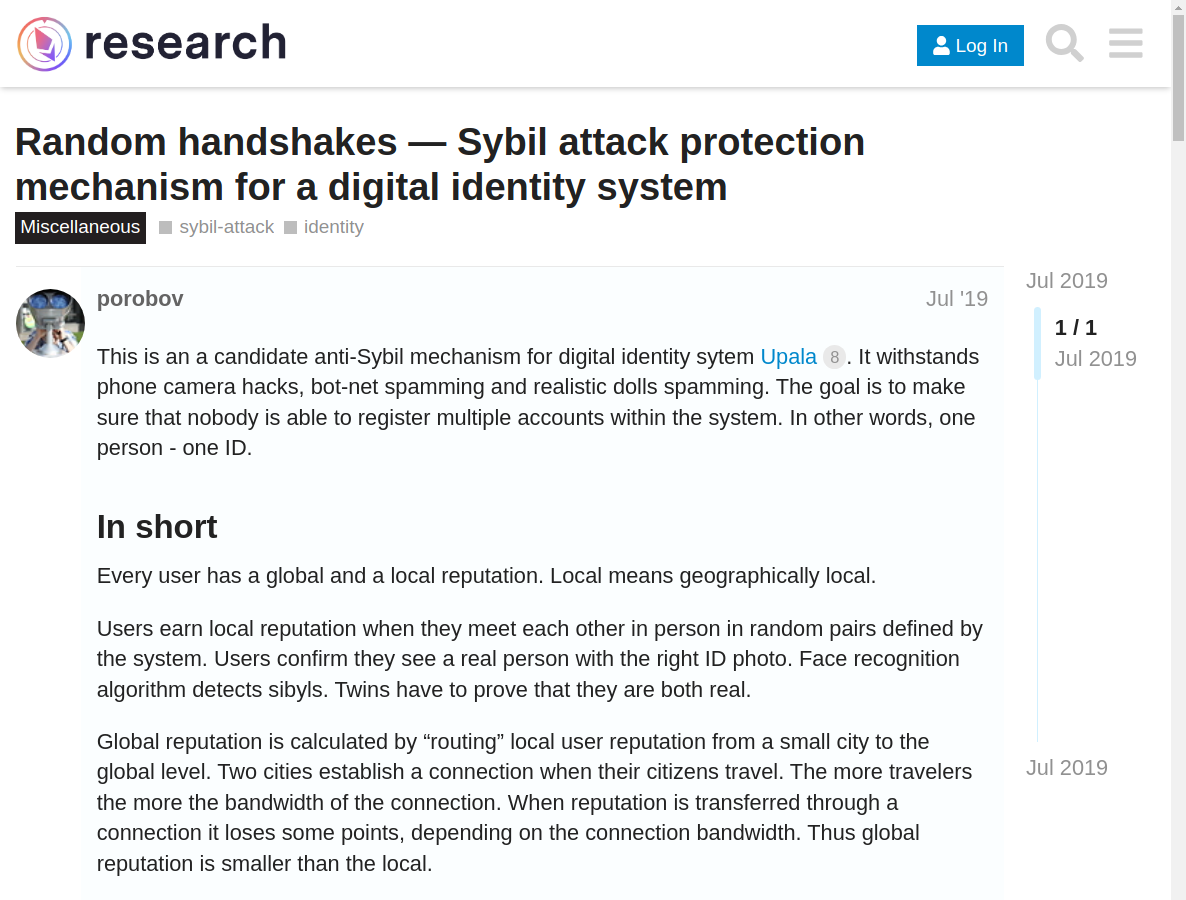 research
Log In
Random handshakes — Sybil attack protection
mechanism for a digital identity system
Miscellaneous sybil-attack identity
porobov
Jul '19
This is an a candidate anti-Sybil mechanism for digital identity sytem Upala 8 . It withstands
phone camera hacks, bot-net spamming and realistic dolls spamming. The goal is to make
sure that nobody is able to register multiple accounts within the system. In other words, one
person - one ID.
In short
Every user has a global and a local reputation. Local means geographically local.
Users earn local reputation when they meet each other in person in random pairs defined by
the system. Users confirm they see a real person with the right ID photo. Face recognition
algorithm detects sibyls. Twins have to prove that they are both real.
Global reputation is calculated by “routing” local user reputation from a small city to the
global level. Two cities establish a connection when their citizens travel. The more travelers
the more the bandwidth of the connection. When reputation is transferred through a
connection it loses some points, depending on the connection bandwidth. Thus global
reputation is smaller than the local.
Jul 2019
1 / 1
Jul 2019
Jul 2019